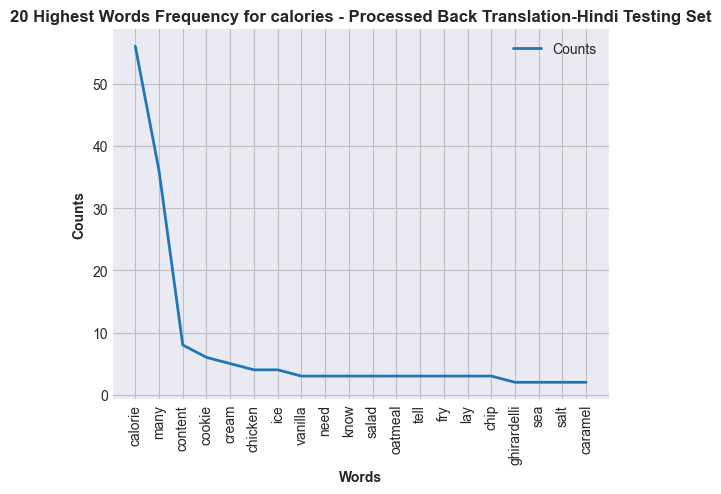 20 Highest Words Frequency for calories - Processed Back Translation-Hindi Testing Set
Counts
Counts
50
40
30
20
10
0
calorie
many
content
cookie
cream
chicken
ice
vanilla
need
know
salad
oatmeal
tell
fry
lay
chip
ghirardelli
sea
salt
caramel
Words